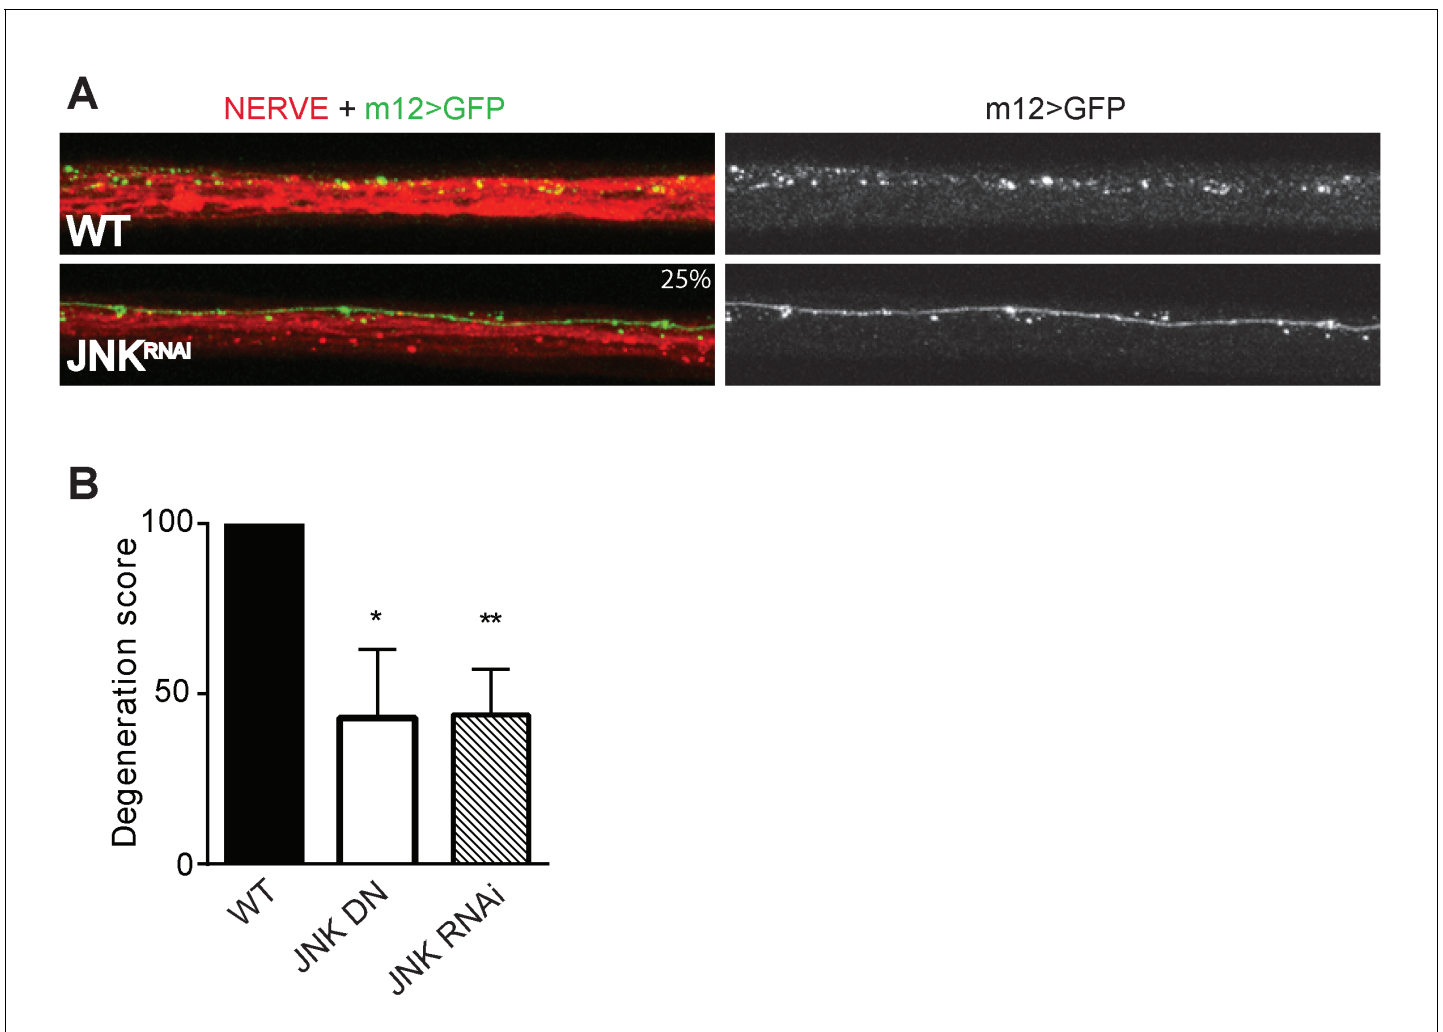 A
NERVE + m12>GFP
m12>GFP
WT
25%
JNKRNAi
B
Degeneration score
100
50
0
*
**
WT
JNK DN
JNK RNAi